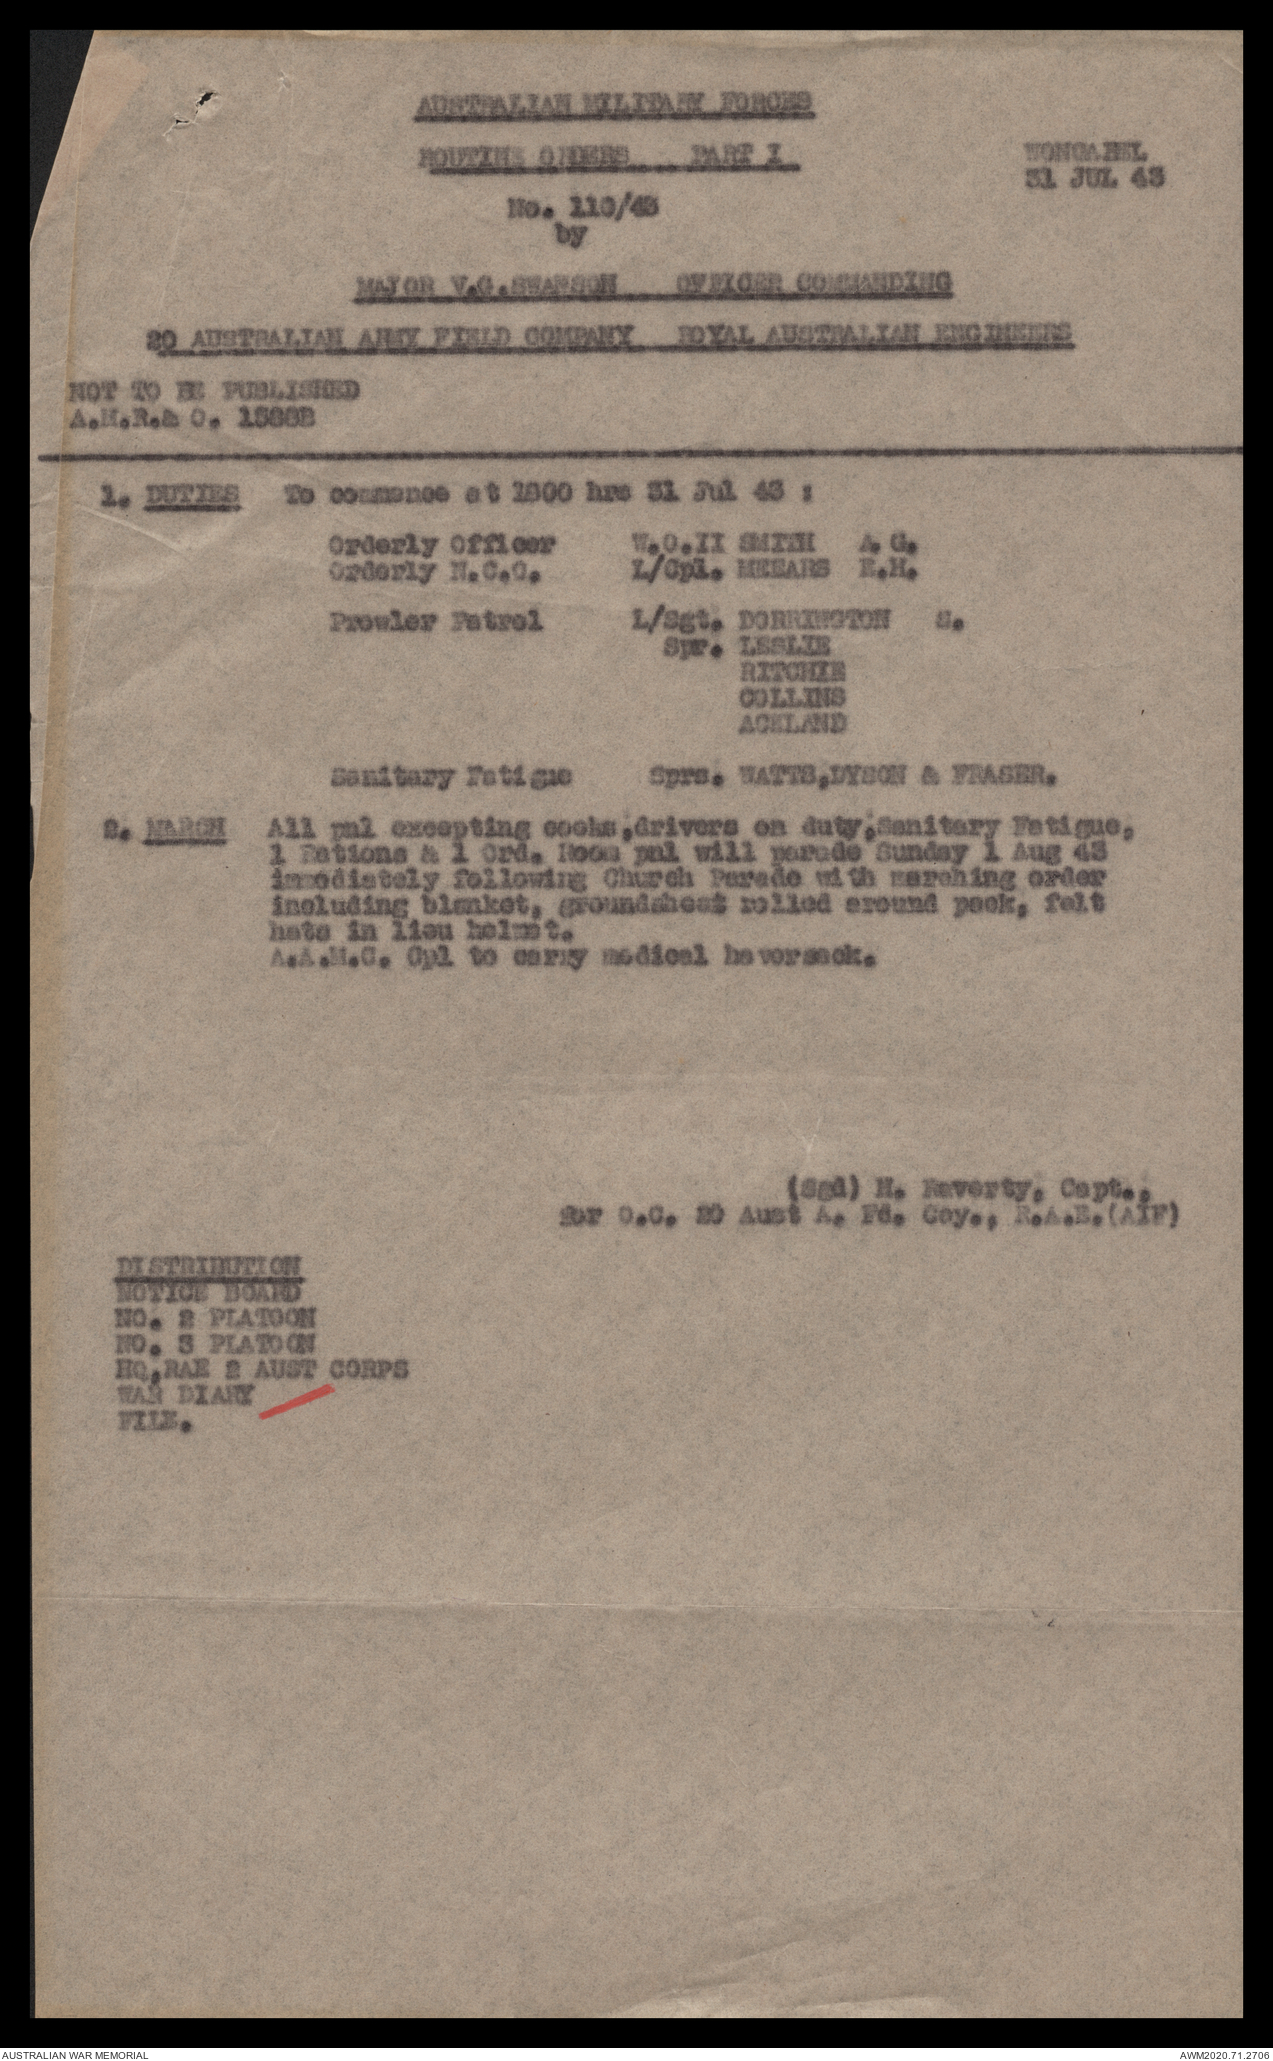 AUSTRALIAN MILITARY FORCES
ROUTINE ORDERS PART I
WONGABEL
31 JUL 43
No. 110/43
by
MAJOR V.G.SWANSON OFFICER COMMANDING
20 AUSTRALIAN ARMY FIELD COMPANY ROYAL AUSTRALIAN ENGINEERS
NOT TO BE PUBLISHED
A.M.R.& O.
1. DUTIES To commence at 1800 hrs 31 Jul 43 :
Orderly Officer W.O.II SMITH A.G.
Orderly N.C.O. L/Cpl. MEEARS E.H.
Prowler Patrol L/Sgt. DORRINGTON S.
Spr. LESLIE
RITCHIE
COLLINS
ACELAND
Sanitary Fatigue Sprs. WATTS,DYSON & FRASER.
2. MARCH All pnl excepting cooks,drivers on duty,Sanitary Fatigue,
1 Rations & 1 Ord. Room pnl will parade Sunday 1 Aug 43
immediately following Church Parade with marching order
including blanket, groundsheet rolled around pack, felt
hats in lieu helmet.
A.A.M.C. Cpl to carry medical haversack.
(Sgd) H. Raverty, Capt.,
for O.C. 20 Aust A. Fd. Coy., R.A.E.(AIF)
DISTRIBUTION
NOTICE BOARD
NO. 2 PLATOON
NO. 3 PLATOON
HQ,RAE 2 AUST CORPS
WAR DIARY
FILE.
AUSTRALIAN WAR MEMORIAL
AWM2020.71.2706